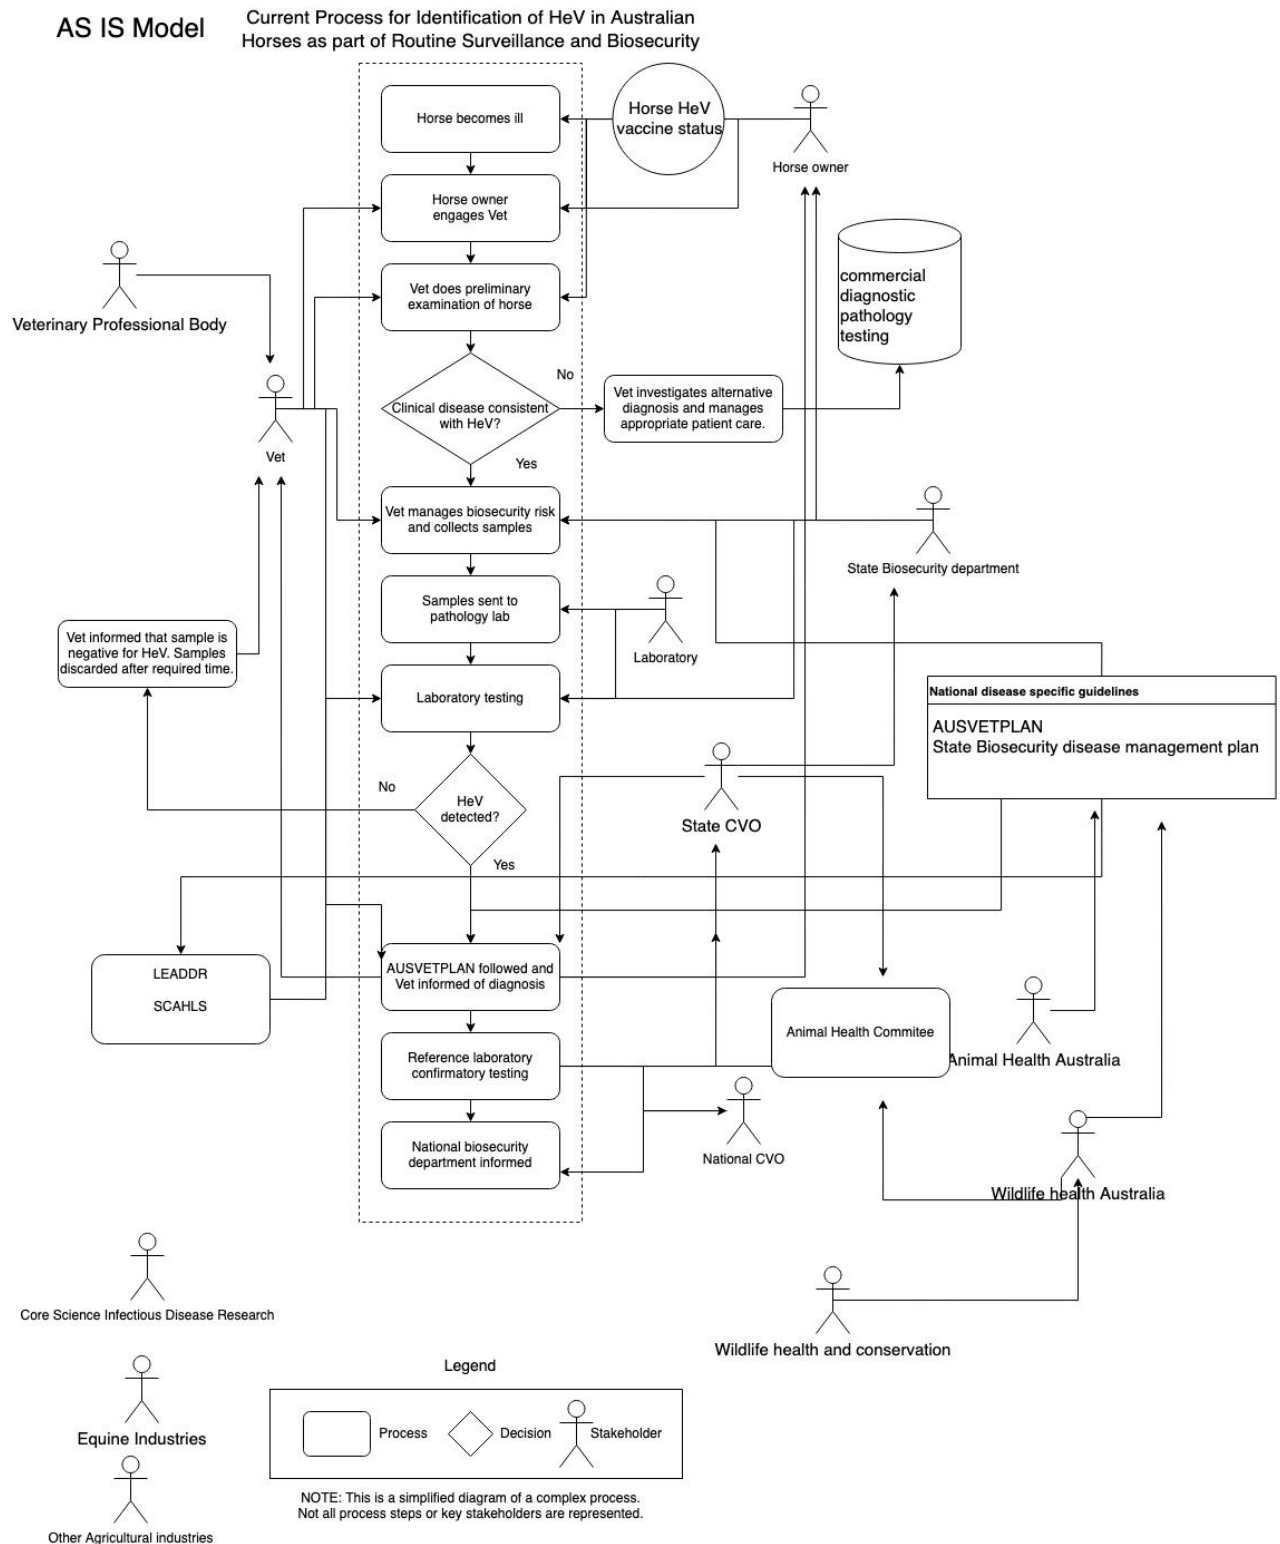 AS IS Model
Current Process for Identification of HeV in Australian
Horses as part of Routine Surveillance and Biosecurity
Horse becomes ill
Horse HeV
vaccine status
Horse owner
Horse owner
engages Vet
Veterinary Professional Body
Vet does preliminary
examination of horse
commercial
diagnostic
pathology
testing
No
Clinical disease consistent
with HeV?
Vet investigates alternative
diagnosis and manages
appropriate patient care.
Vet
Yes
Vet manages biosecurity risk
and collects samples
State Biosecurity department
Samples sent to
pathology lab
Laboratory
Vet informed that sample is
negative for HeV. Samples
discarded after required time.
Laboratory testing
National disease specific guidelines
AUSVETPLAN
State Biosecurity disease management plan
No
HeV
detected?
State CVO
Yes
LEADDR
SCAHLS
AUSVETPLAN followed and
Vet informed of diagnosis
Animal Health Commitee
Animal Health Australia
Reference laboratory
confirmatory testing
National CVO
National biosecurity
department informed
Wildlife health Australia
Core Science Infectious Disease Research
Wildlife health and conservation
Equine Industries
Other Agricultural industries
Legend
Process
Decision
Stakeholder
NOTE: This is a simplified diagram of a complex process.
Not all process steps or key stakeholders are represented.